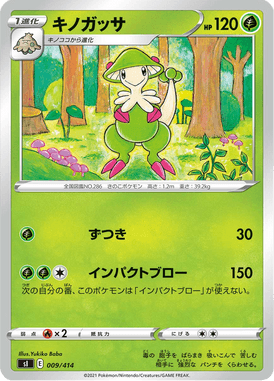 1進化 キノガッサ HP120
キノココから進化
全国図鑑NO.286 きのこポケモン 高さ:1.2m 重さ:39.2kg
ずつき 30
インパクトブロー 150
次の自分の番、このポケモンは「インパクトブロー」が使えない。
弱点 ×2 抵抗力 にげる
Illus.Yukiko Baba
sI E 009/414
毒の胞子を ばらまき 吸いこんで 苦しむ
相手に 強烈な パンチを くらわせるのだ。
©2021 Pokémon/Nintendo/Creatures/GAME FREAK.